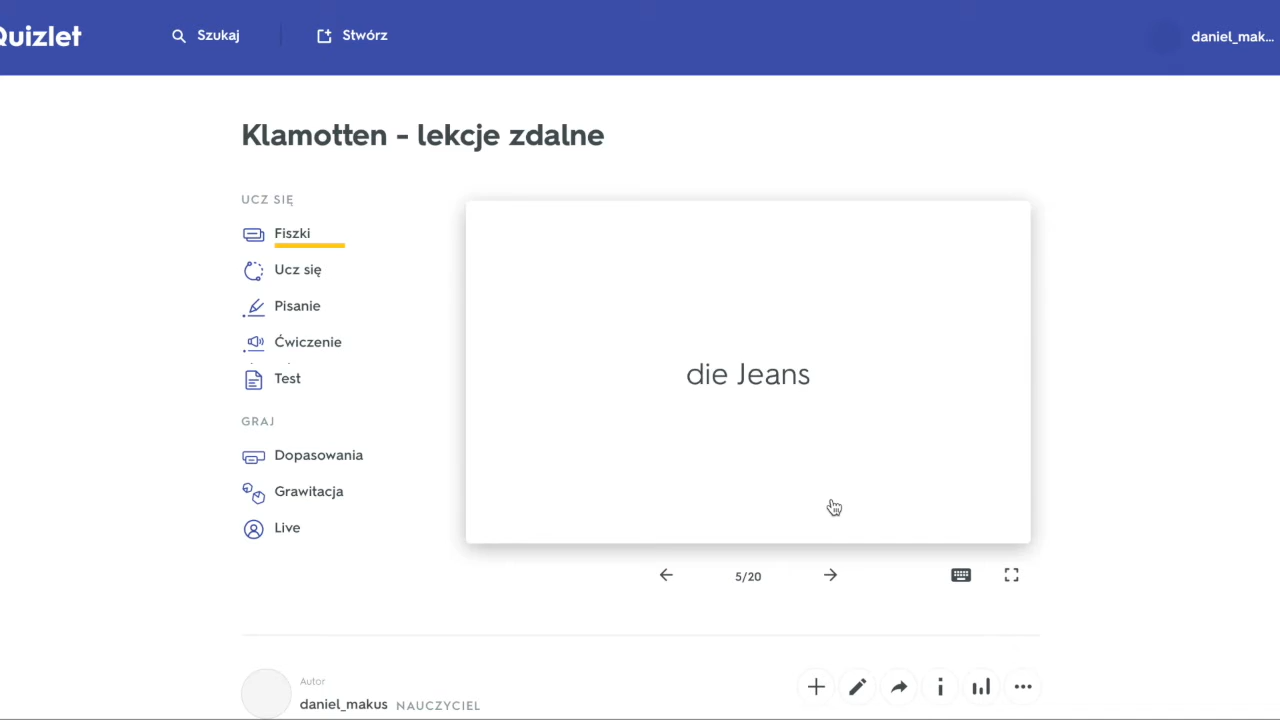 Quizlet
Szukaj
Stwórz
daniel_mak...
Klamotten - lekcje zdalne
UCZ SIĘ
Fiszki
Ucz się
Pisanie
Ćwiczenie
Test
GRAJ
Dopasowania
Grawitacja
Live
die Jeans
5/20
Autor
daniel_makus NAUCZYCIEL